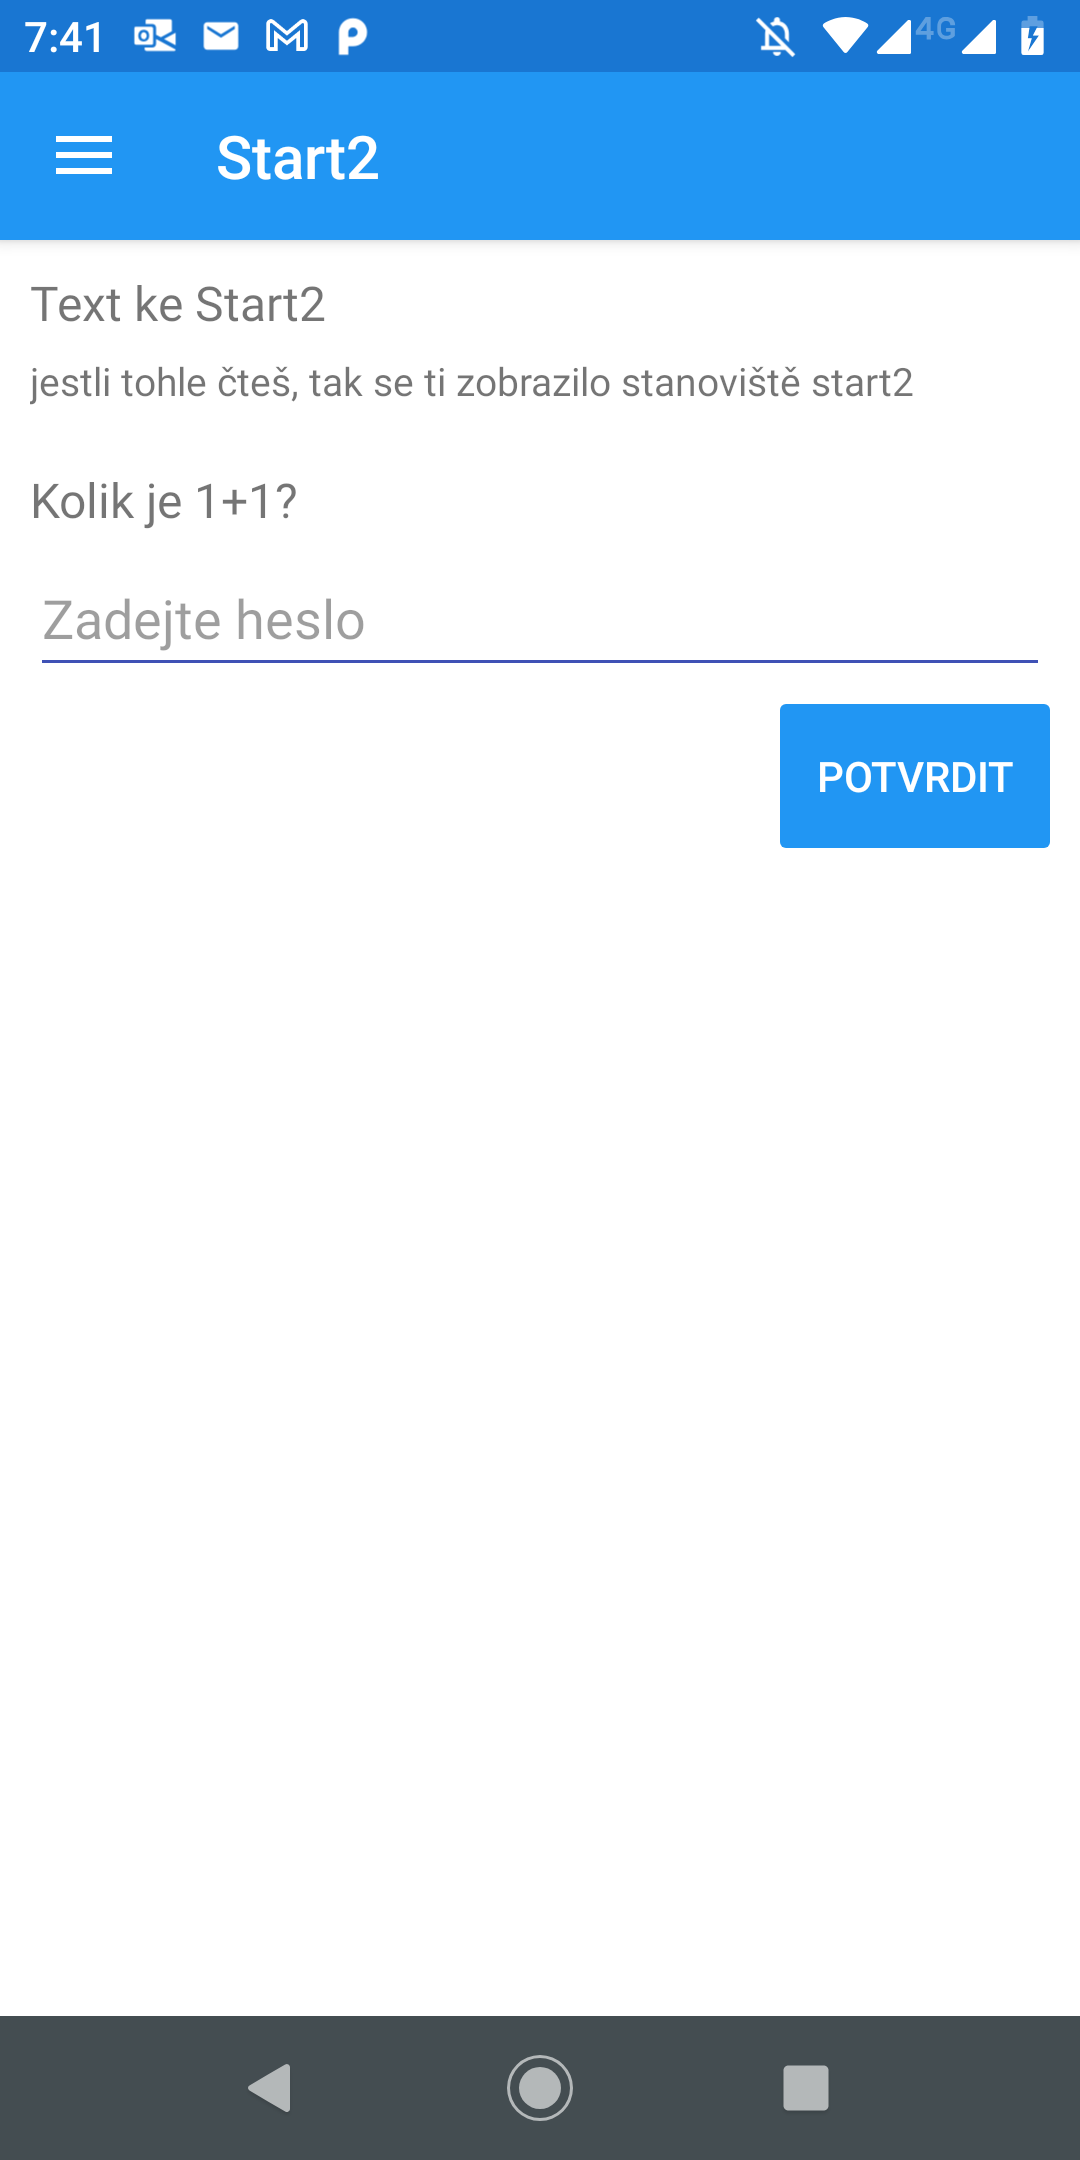 7:41
4G
Start2
Text ke Start2
jestli tohle čteš, tak se ti zobrazilo stanoviště start2
Kolik je 1+1?
Zadejte heslo
POTVRDIT